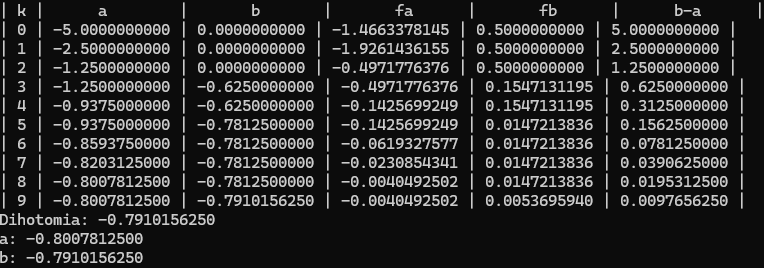 | k |      a      |      b      |      fa      |      fb      |      b-a      |
| 0 | -5.0000000000 | 0.0000000000 | -1.4663378145 | 0.5000000000 | 5.0000000000 |
| 1 | -2.5000000000 | 0.0000000000 | -1.9261436155 | 0.5000000000 | 2.5000000000 |
| 2 | -1.2500000000 | 0.0000000000 | -0.4971776376 | 0.5000000000 | 1.2500000000 |
| 3 | -1.2500000000 | -0.6250000000 | -0.4971776376 | 0.1547131195 | 0.6250000000 |
| 4 | -0.9375000000 | -0.6250000000 | -0.1425699249 | 0.1547131195 | 0.3125000000 |
| 5 | -0.9375000000 | -0.7812500000 | -0.1425699249 | 0.0147213836 | 0.1562500000 |
| 6 | -0.8593750000 | -0.7812500000 | -0.0619327577 | 0.0147213836 | 0.0781250000 |
| 7 | -0.8203125000 | -0.7812500000 | -0.0230854341 | 0.0147213836 | 0.0390625000 |
| 8 | -0.8007812500 | -0.7812500000 | -0.0040492502 | 0.0147213836 | 0.0195312500 |
| 9 | -0.8007812500 | -0.7910156250 | -0.0040492502 | 0.0053695940 | 0.0097656250 |
Dihotomia: -0.7910156250
a: -0.8007812500
b: -0.7910156250